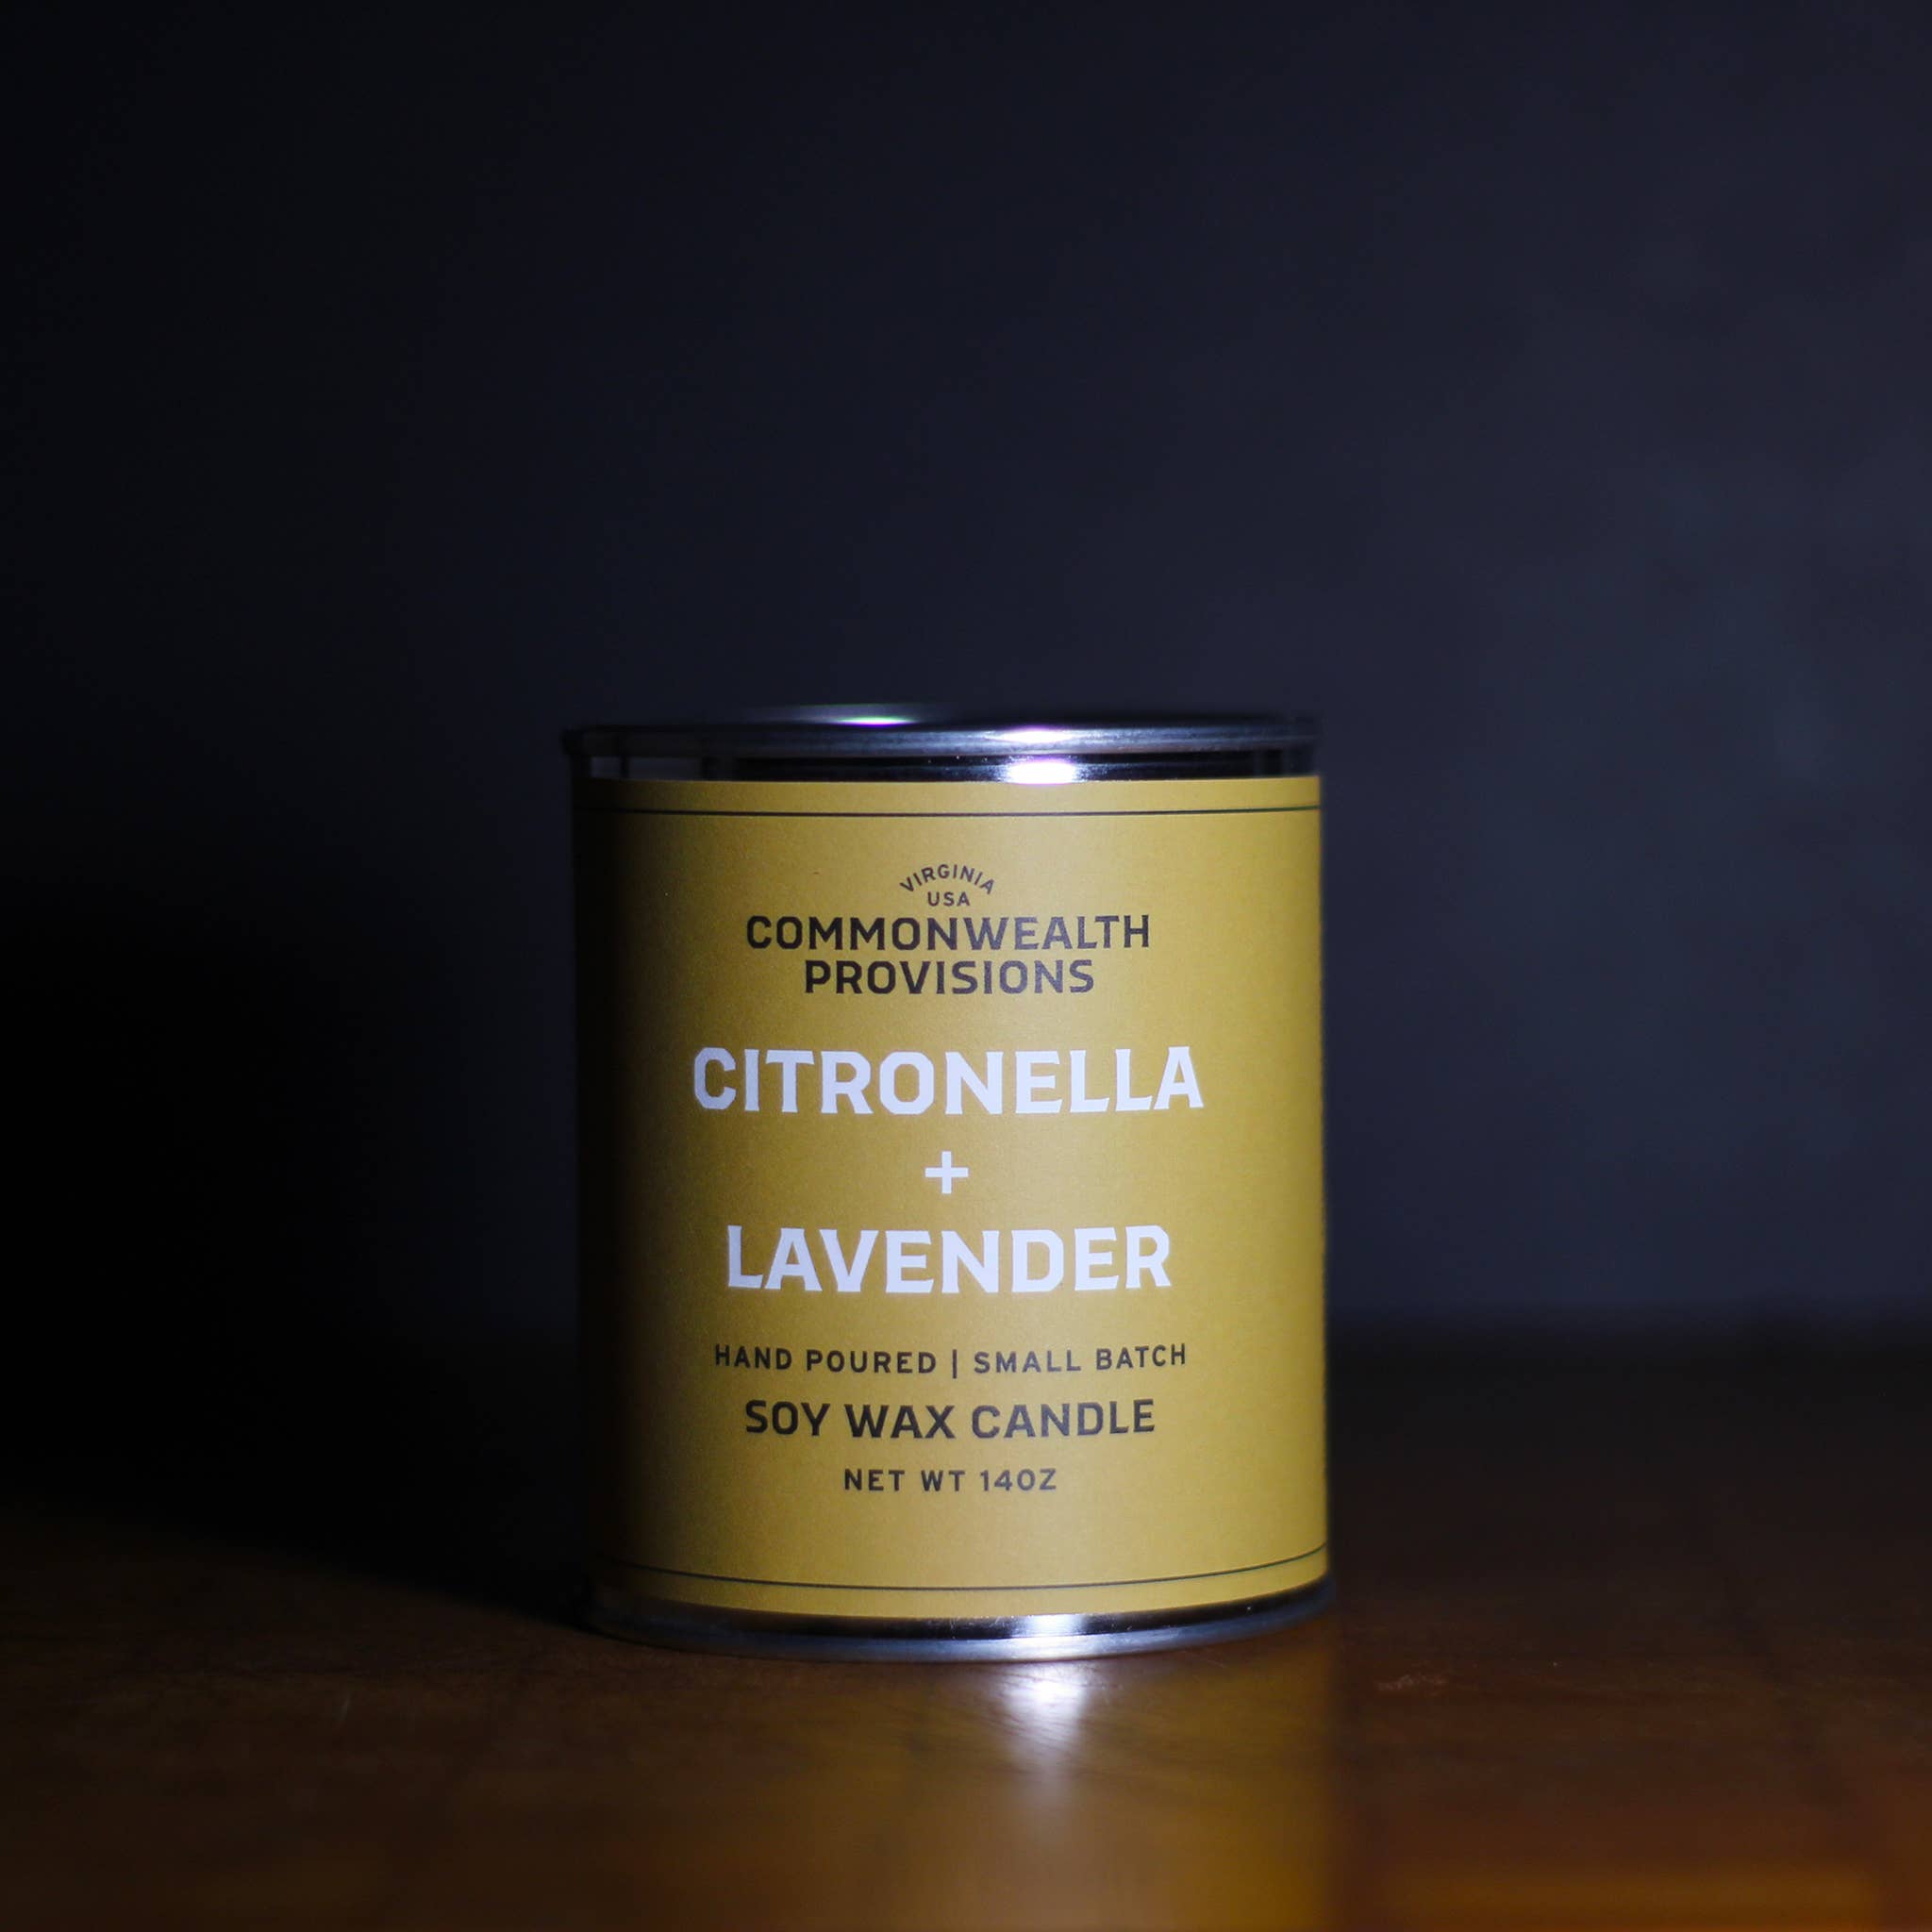 VIRGINIA
USA
COMMONWEALTH
PROVISIONS
CITRONELLA
+
LAVENDER
HAND POURED | SMALL BATCH
SOY WAX CANDLE
NET WT 14OZ